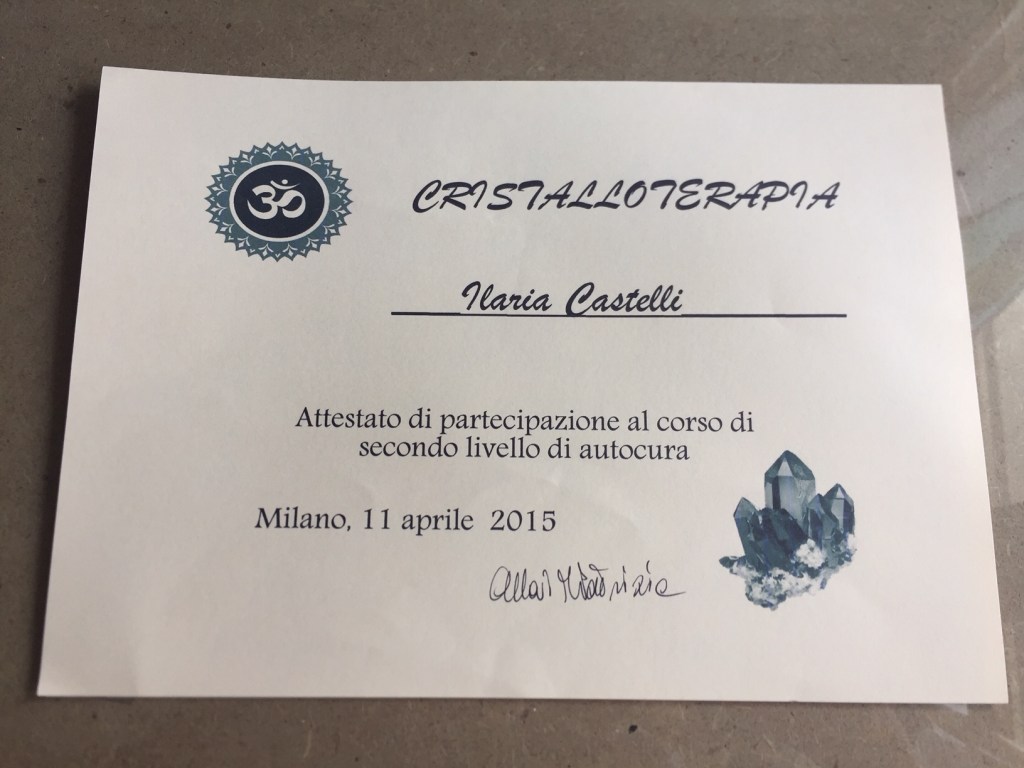 ॐ
CRISTALLOTERAPIA
Ilaria Castelli
Attestato di partecipazione al corso di
secondo livello di autocura
Milano, 11 aprile 2015